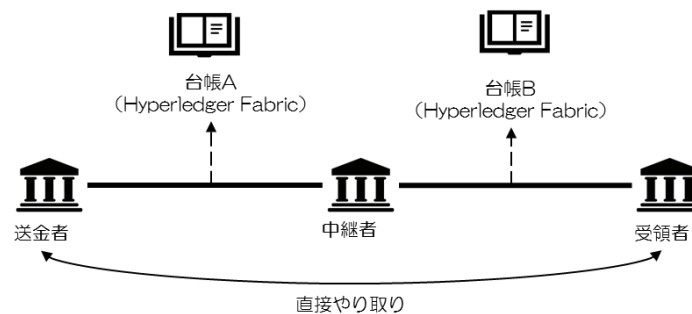 台帳A
（Hyperledger Fabric）
台帳B
（Hyperledger Fabric）
送金者
中継者
受領者
直接やり取り